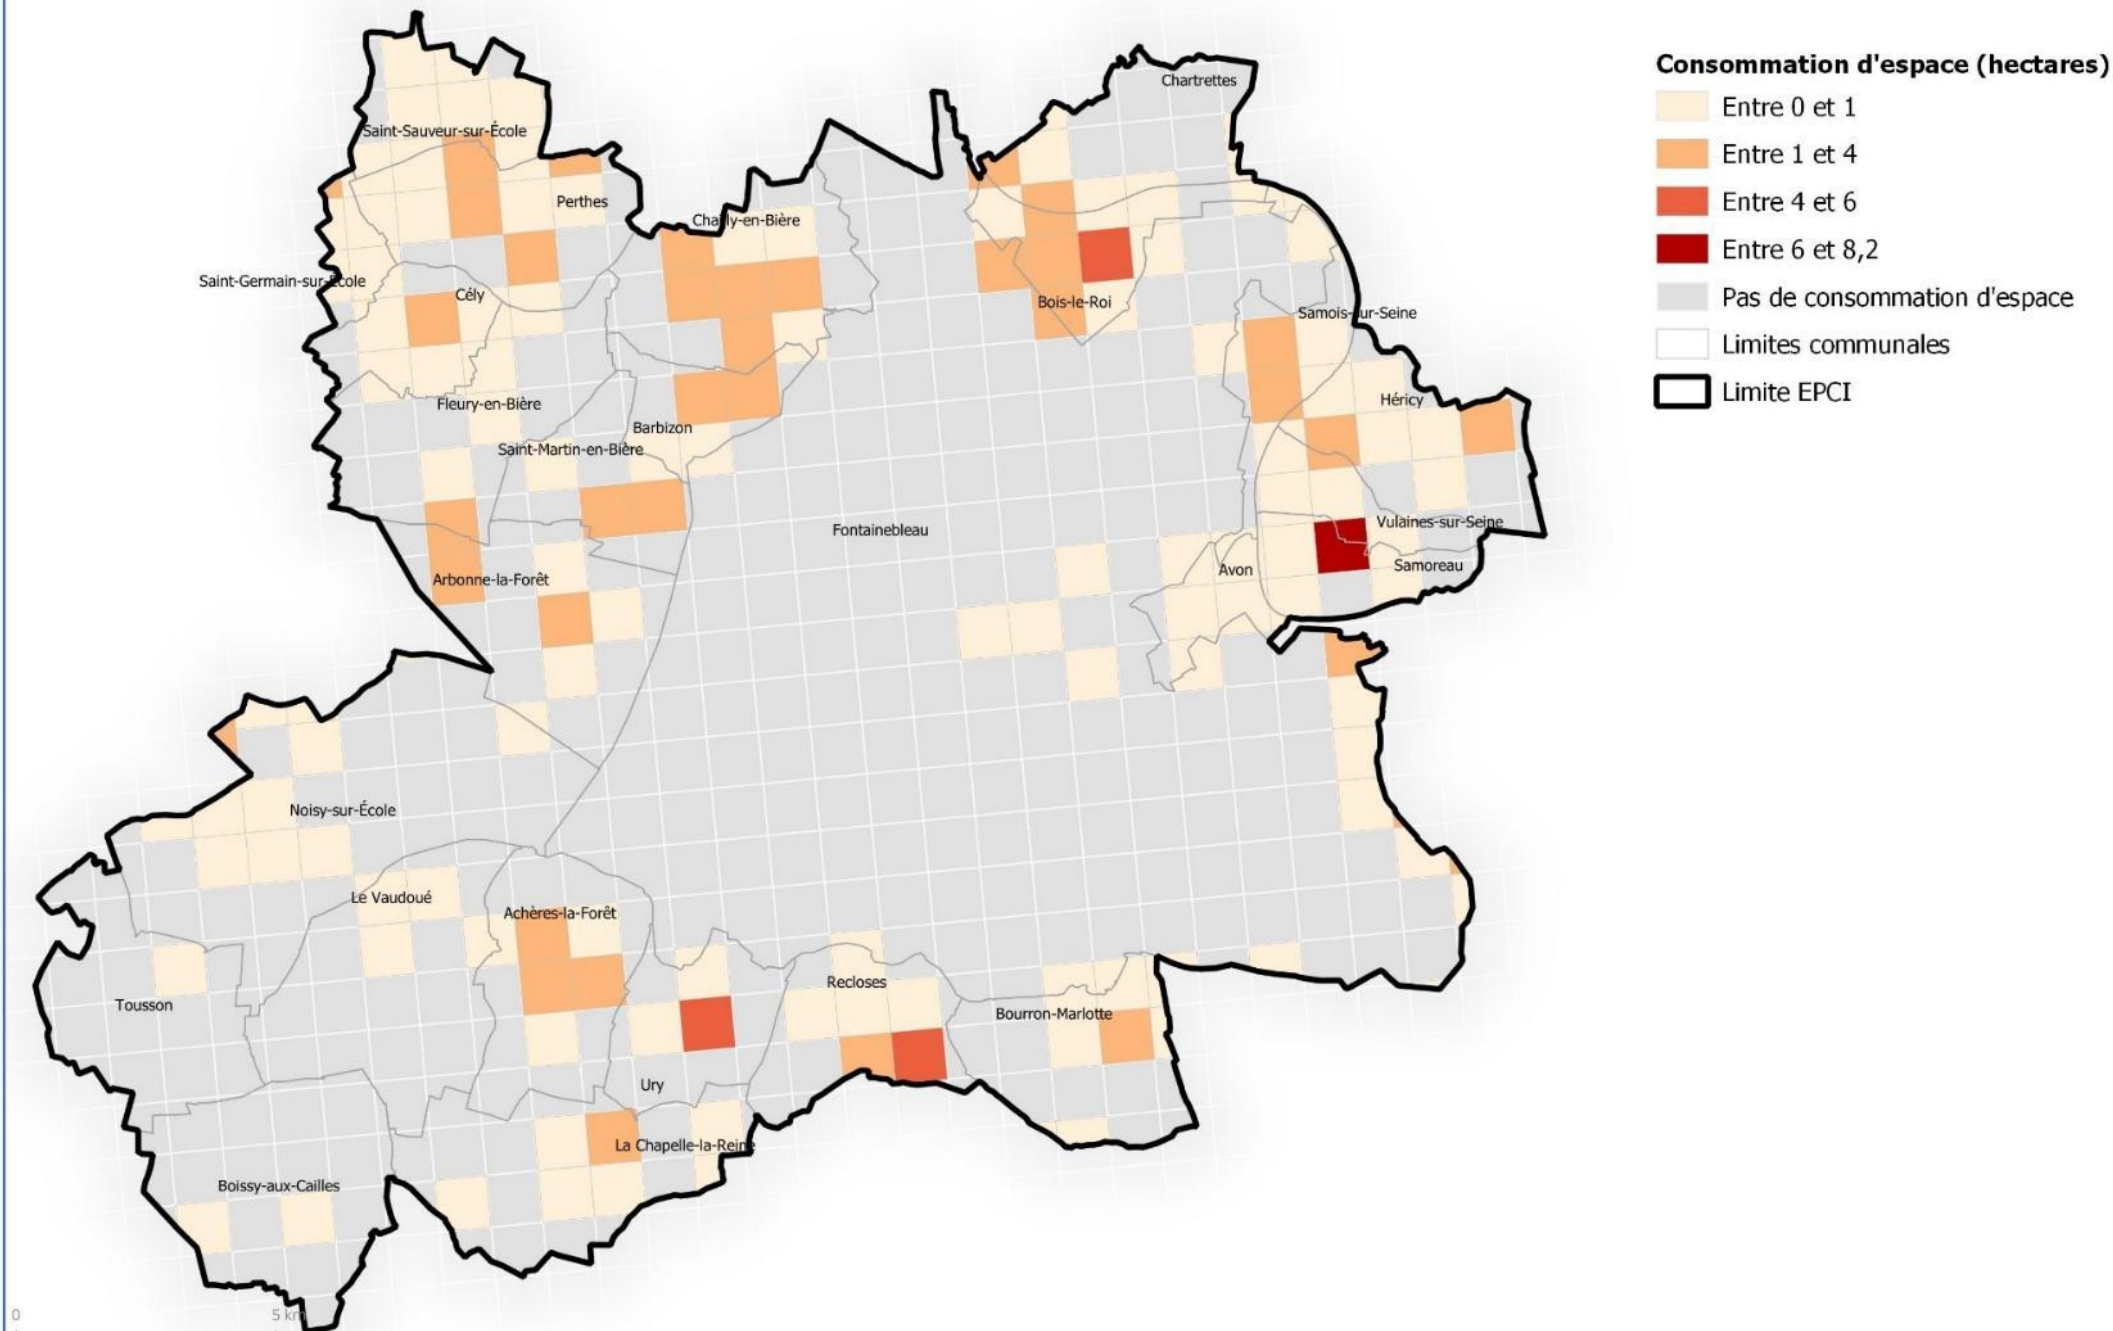 Consommation d'espace (hectares)
Entre 0 et 1
Entre 1 et 4
Entre 4 et 6
Entre 6 et 8,2
Pas de consommation d'espace
Limites communales
Limite EPCI
Chartrettes
Saint-Sauveur-sur-École
Perthes
Chailly-en-Bière
Saint-Germain-sur-École
Cély
Bois-le-Roi
Samois-sur-Seine
Fleury-en-Bière
Héricy
Barbizon
Saint-Martin-en-Bière
Fontainebleau
Vulaines-sur-Seine
Avon
Samoreau
Arbonne-la-Forêt
Noisy-sur-École
Le Vaudoué
Achères-la-Forêt
Recloses
Tousson
Bourron-Marlotte
Ury
La Chapelle-la-Reine
Boissy-aux-Cailles
0
5 km